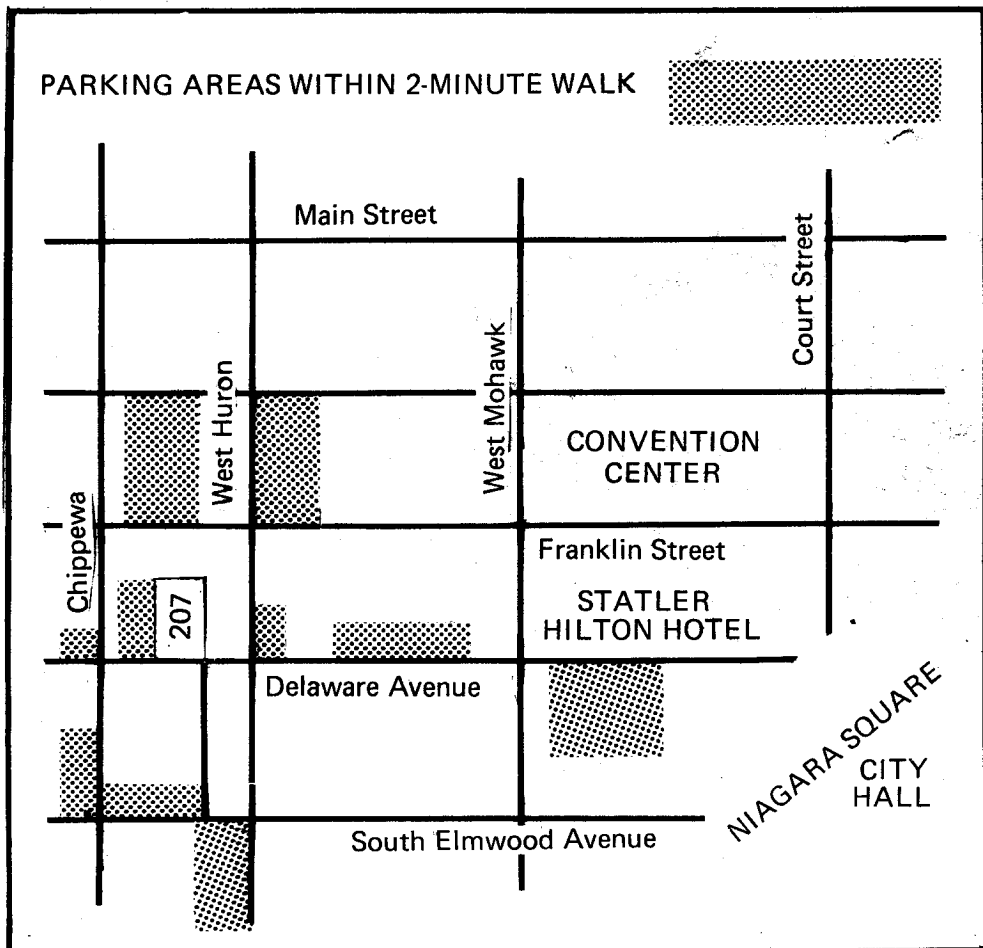 PARKING AREAS WITHIN 2-MINUTE WALK
Main Street
Court Street
West Huron
West Mohawk
CONVENTION
CENTER
Chippewa
Franklin Street
207
STATLER
HILTON HOTEL
Delaware Avenue
NIAGARA SQUARE
CITY
HALL
South Elmwood Avenue